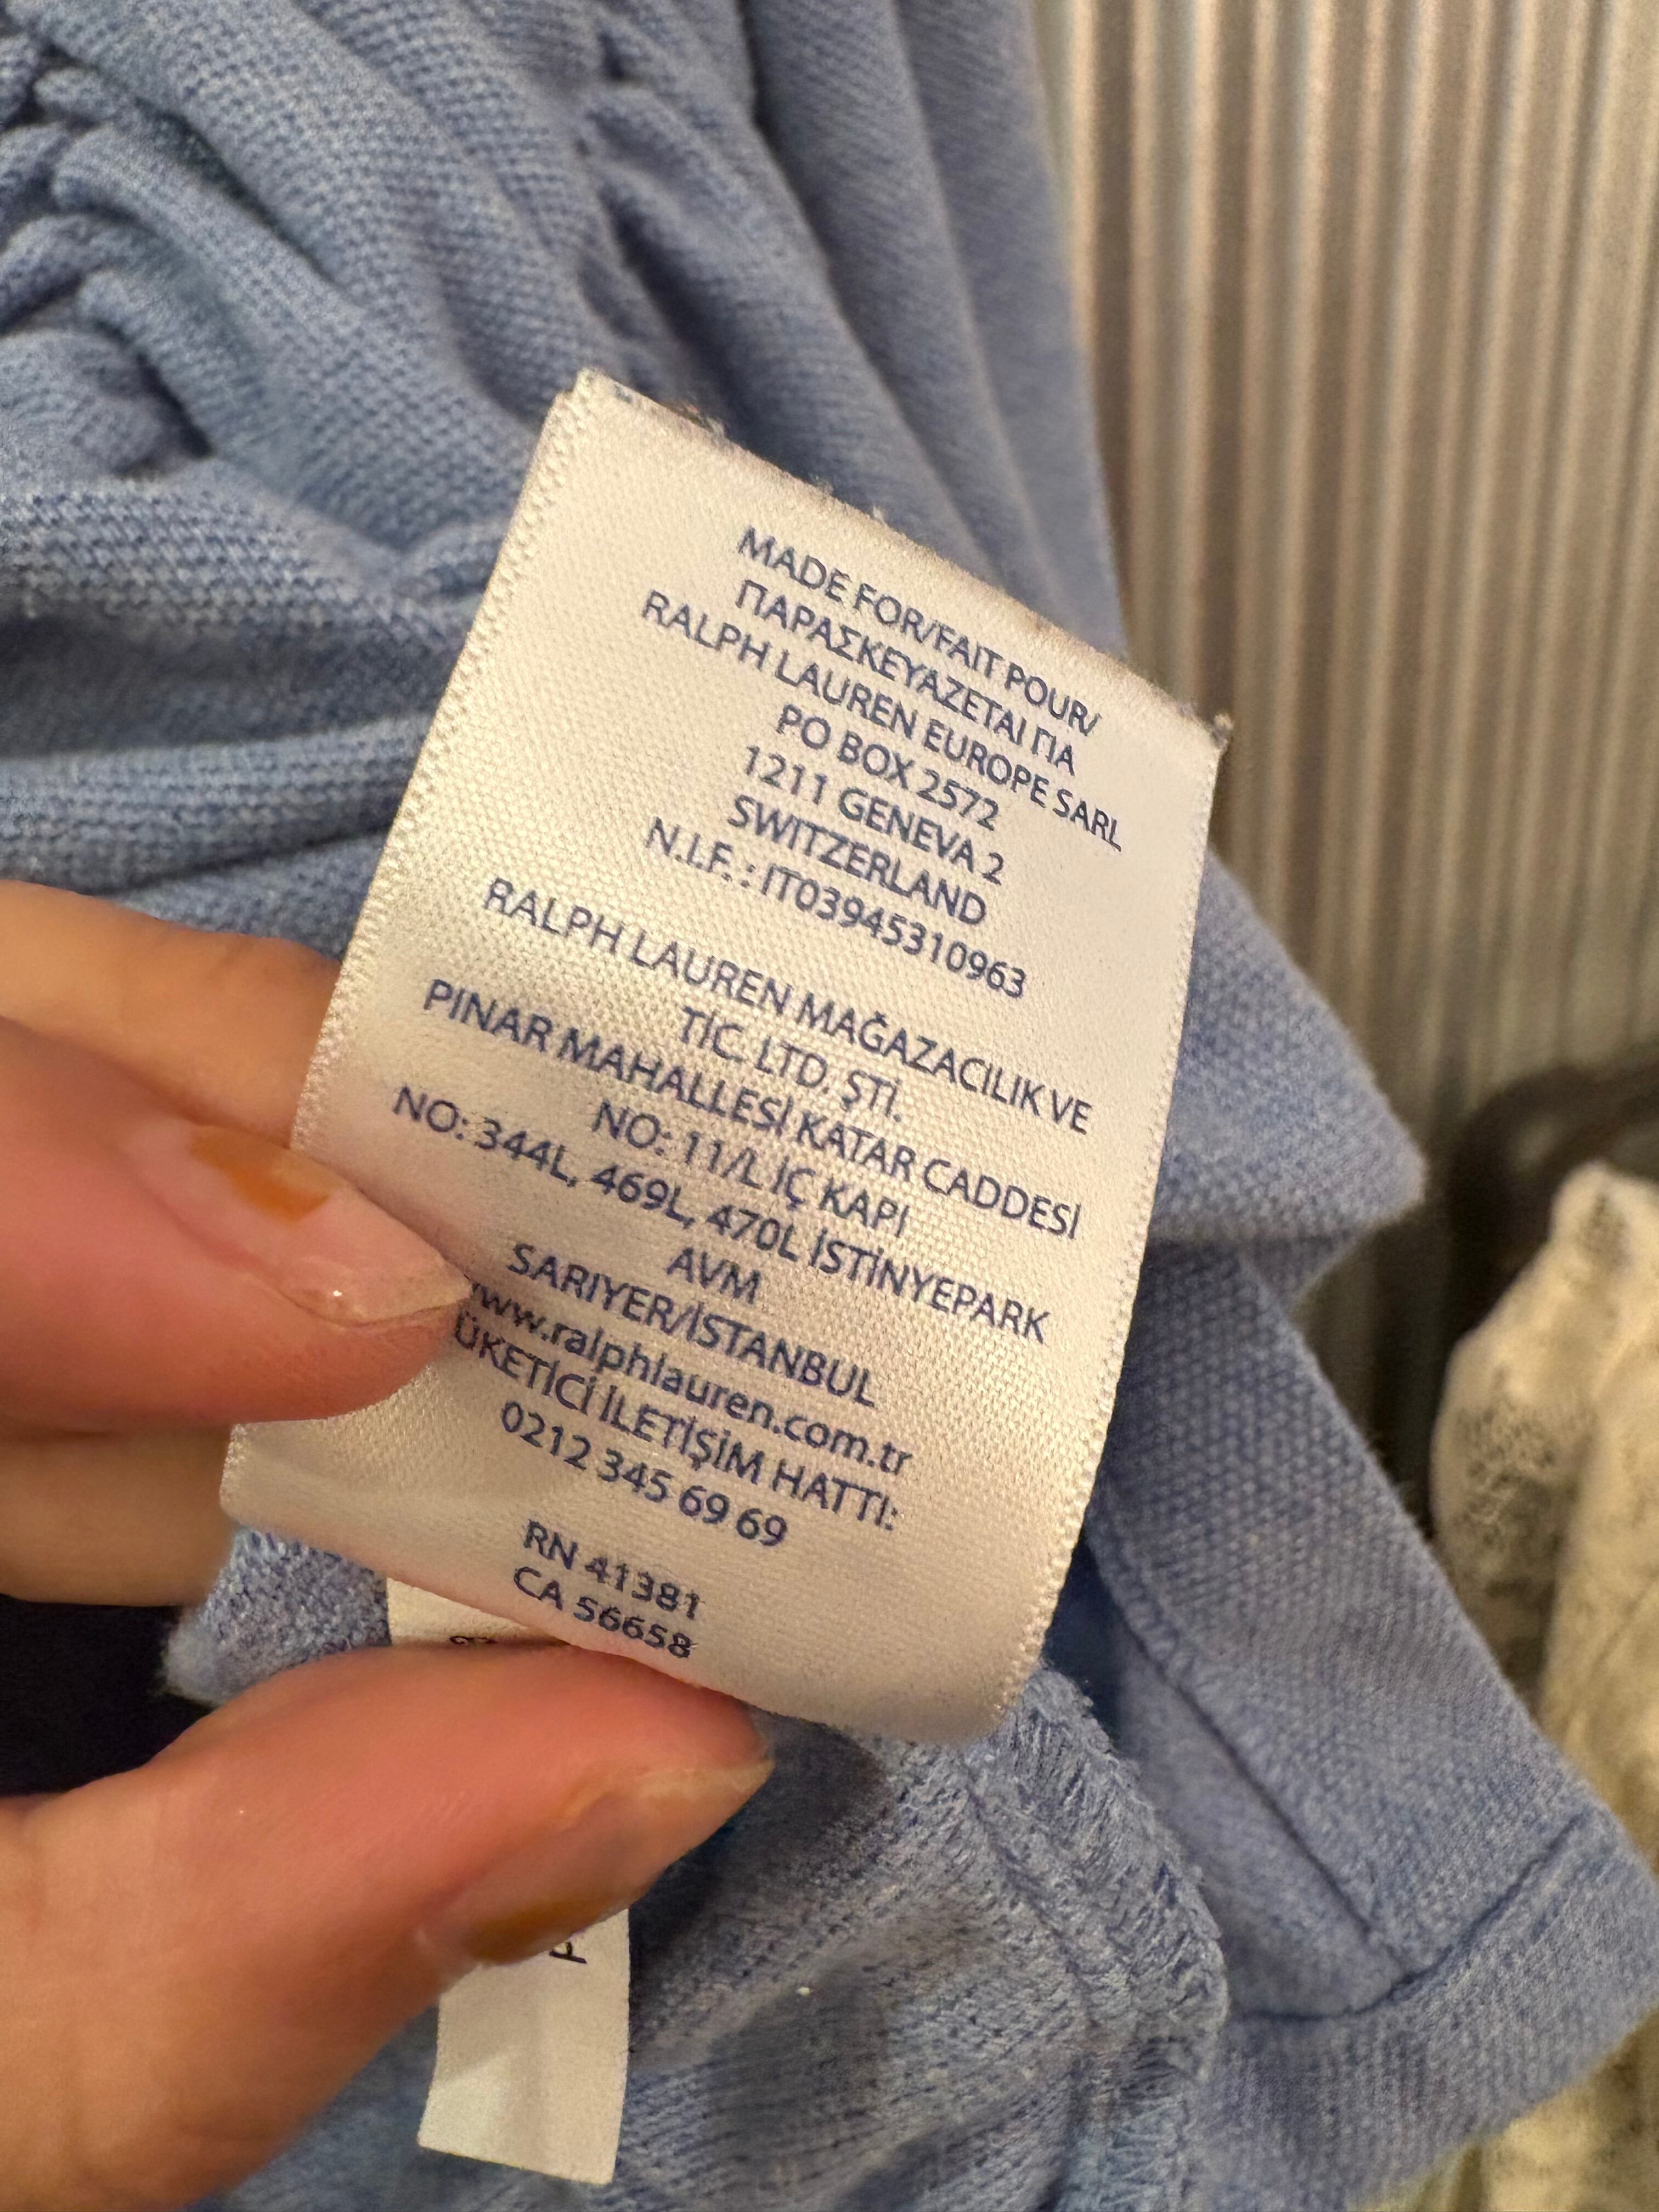 MADE FOR/FAIT POUR/
ΠΑΡΑΣΚΕΥΑΖΕΤΑΙ ΓΙΑ
RALPH LAUREN EUROPE SARL
PO BOX 2572
1211 GENEVA 2
SWITZERLAND
N.I.F. : IT03945310963
RALPH LAUREN MAĞAZACILIK VE
TİC. LTD. ŞTİ.
PINAR MAHALLESİ KATAR CADDESİ
NO: 11/L İÇ KAPI
NO: 344L, 469L, 470L İSTİNYEPARK
AVM
SARIYER/İSTANBUL
www.ralphlauren.com.tr
ÜKETİCİ İLETİŞİM HATTI:
0212 345 69 69
RN 41381
CA 56658